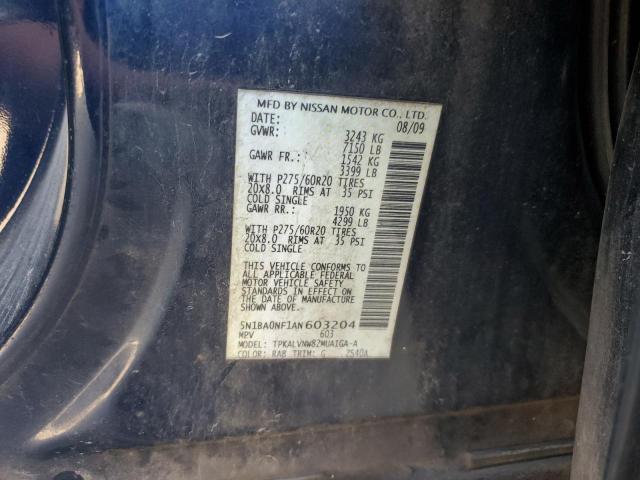 MFD BY NISSAN MOTOR CO., LTD.
DATE: 08/09
GVWR: 3243 KG
7150 LB
GAWR FR.: 1542 KG
3399 LB
WITH P275/60R20 TIRES
20X8.0 RIMS AT 35 PSI
COLD SINGLE
GAWR RR.: 1950 KG
4299 LB
WITH P275/60R20 TIRES
20X8.0 RIMS AT 35 PSI
COLD SINGLE
THIS VEHICLE CONFORMS TO
ALL APPLICABLE FEDERAL
MOTOR VEHICLE SAFETY
STANDARDS IN EFFECT ON
THE DATE OF MANUFACTURE
SHOWN ABOVE.
5N1BA0NF1AN603204
MPV 603
MODEL: TPKALVNW82MUAIGA-A
COLOR: RAB TRIM: G 7540A